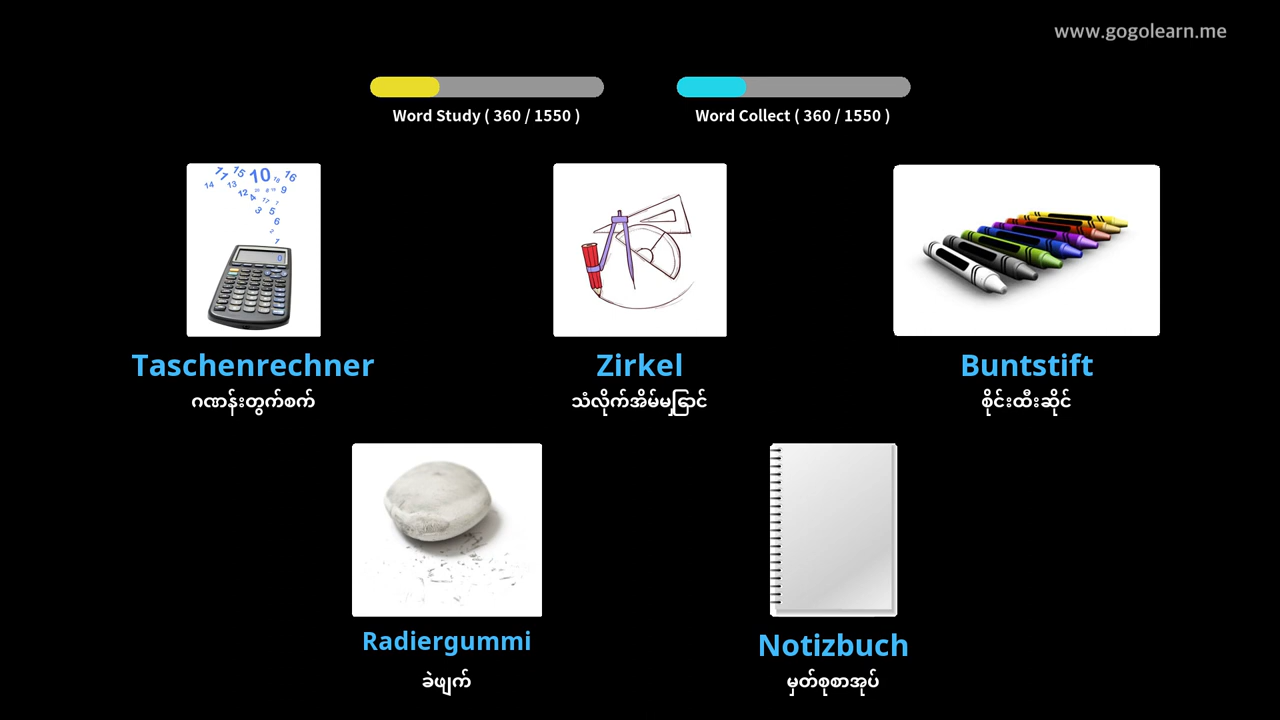 www.gogolearn.me
Word Study ( 360 / 1550 )
Word Collect ( 360 / 1550 )
Taschenrechner
Zirkel
Buntstift
ဂဏန်းတွက်စက်
သံလိုက်အိမ်မှြောင်
စိုင်းထီးဆိုင်
Radiergummi
Notizbuch
ခဲဖျက်
မှတ်စုစာအုပ်